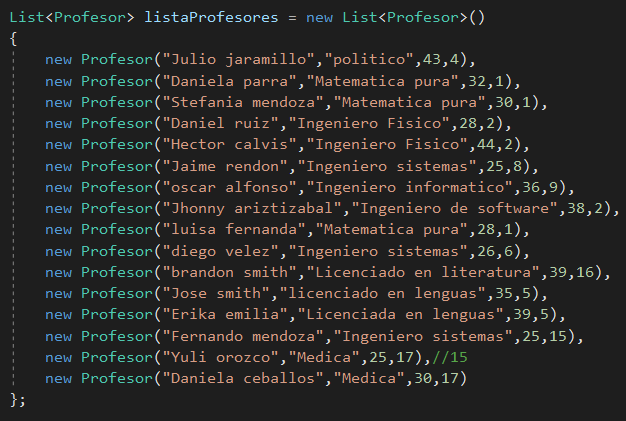 List<Profesor> listaProfesores = new List<Profesor>()
{
new Profesor("Julio jaramillo","politico",43,4),
new Profesor("Daniela parra","Matematica pura",32,1),
new Profesor("Stefania mendoza","Matematica pura",30,1),
new Profesor("Daniel ruiz","Ingeniero Fisico",28,2),
new Profesor("Hector calvis","Ingeniero Fisico",44,2),
new Profesor("Jaime rendon","Ingeniero sistemas",25,8),
new Profesor("oscar alfonso","Ingeniero informatico",36,9),
new Profesor("Jhonny ariztizabal","Ingeniero de software",38,2),
new Profesor("luisa fernanda","Matematica pura",28,1),
new Profesor("diego velez","Ingeniero sistemas",26,6),
new Profesor("brandon smith","Licenciado en literatura",39,16),
new Profesor("Jose smith","licenciado en lenguas",35,5),
new Profesor("Erika emilia","Licenciada en lenguas",39,5),
new Profesor("Fernando mendoza","Ingeniero sistemas",25,15),
new Profesor("Yuli orozco","Medica",25,17),//15
new Profesor("Daniela ceballos","Medica",30,17)
};